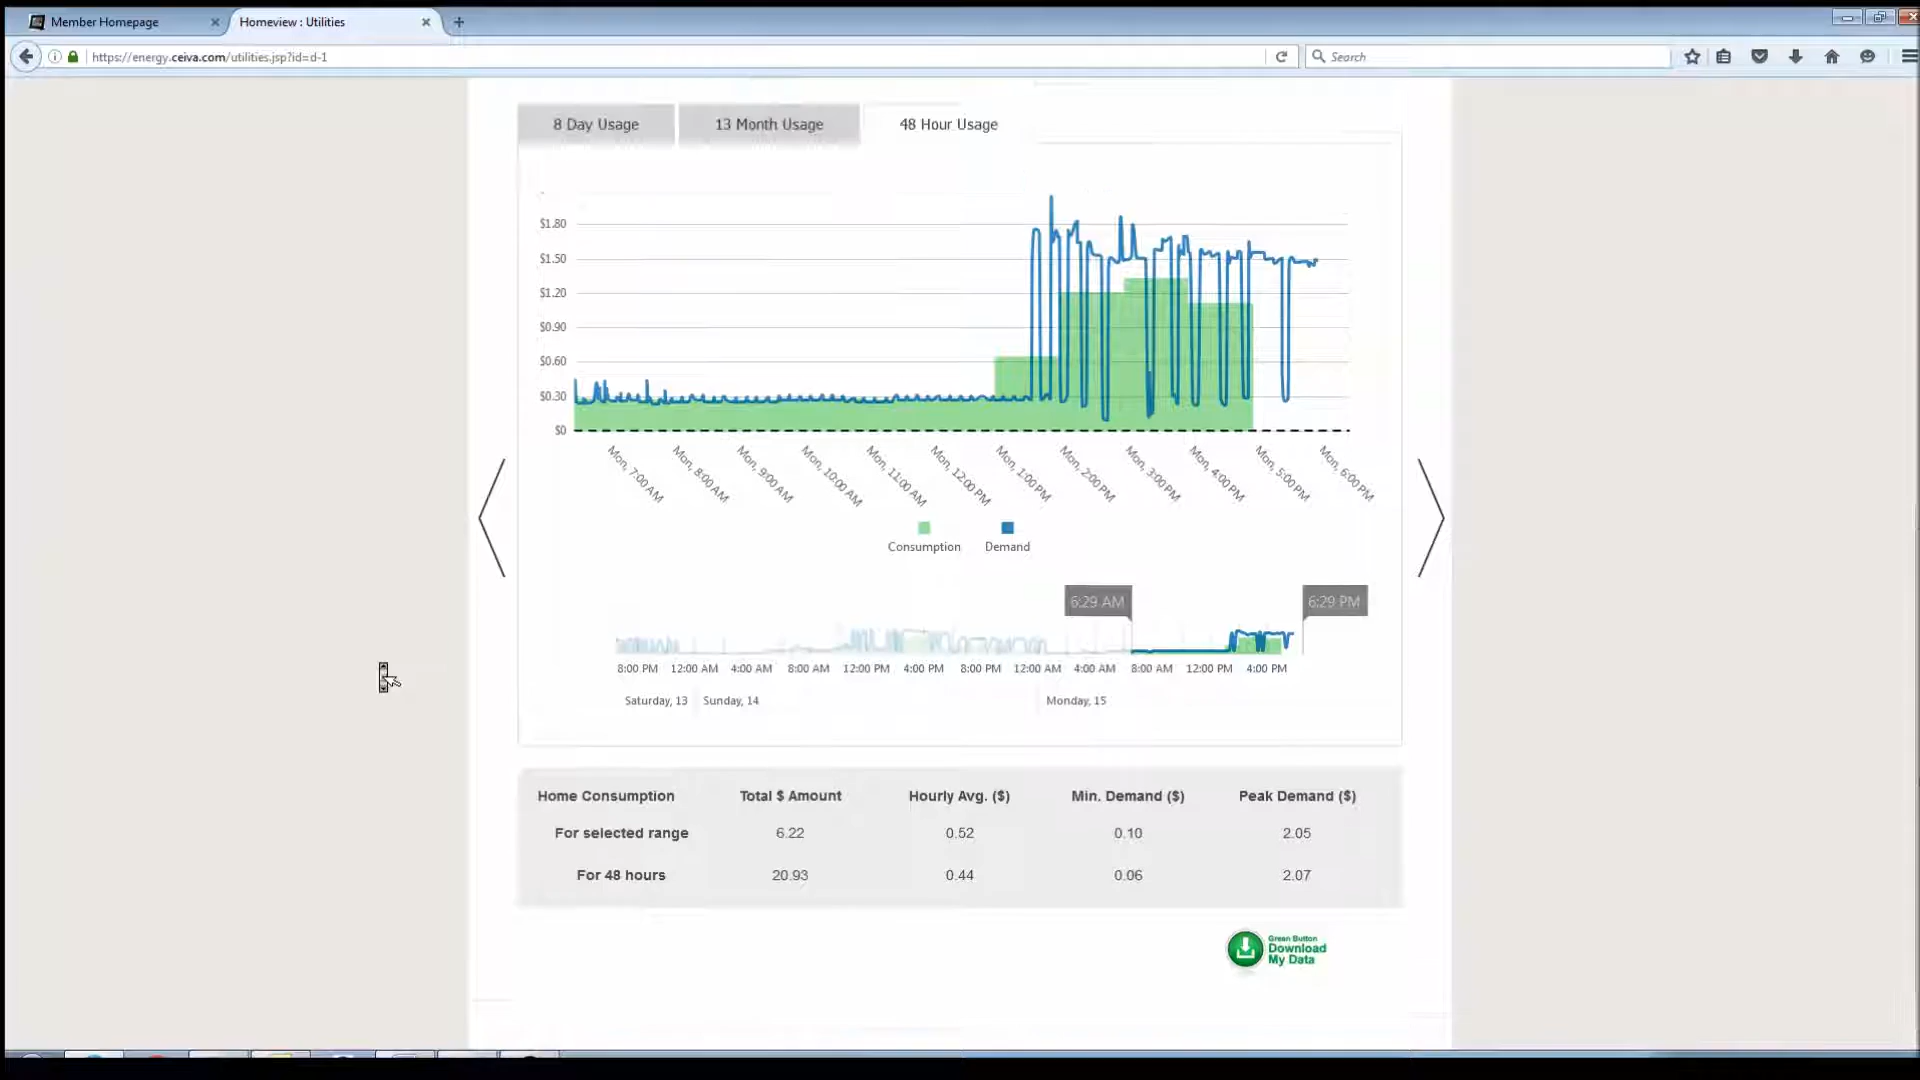 Member Homepage
Homeview : Utilities
https://energy.ceiva.com/utilities.jsp?id=d-1
Search
8 Day Usage
13 Month Usage
48 Hour Usage
$1.80
$1.50
$1.20
$0.90
$0.60
$0.30
$0
Mon, 7:00 AM
Mon, 8:00 AM
Mon, 9:00 AM
Mon, 10:00 AM
Mon, 11:00 AM
Mon, 12:00 PM
Mon, 1:00 PM
Mon, 2:00 PM
Mon, 3:00 PM
Mon, 4:00 PM
Mon, 5:00 PM
Mon, 6:00 PM
Consumption
Demand
6:29 AM
6:29 PM
8:00 PM 12:00 AM 4:00 AM 8:00 AM 12:00 PM 4:00 PM 8:00 PM 12:00 AM 4:00 AM 8:00 AM 12:00 PM 4:00 PM
Saturday, 13 Sunday, 14 Monday, 15
Home Consumption Total $ Amount Hourly Avg. ($) Min. Demand ($) Peak Demand ($)
For selected range 6.22 0.52 0.10 2.05
For 48 hours 20.93 0.44 0.06 2.07
Green Button
Download
My Data